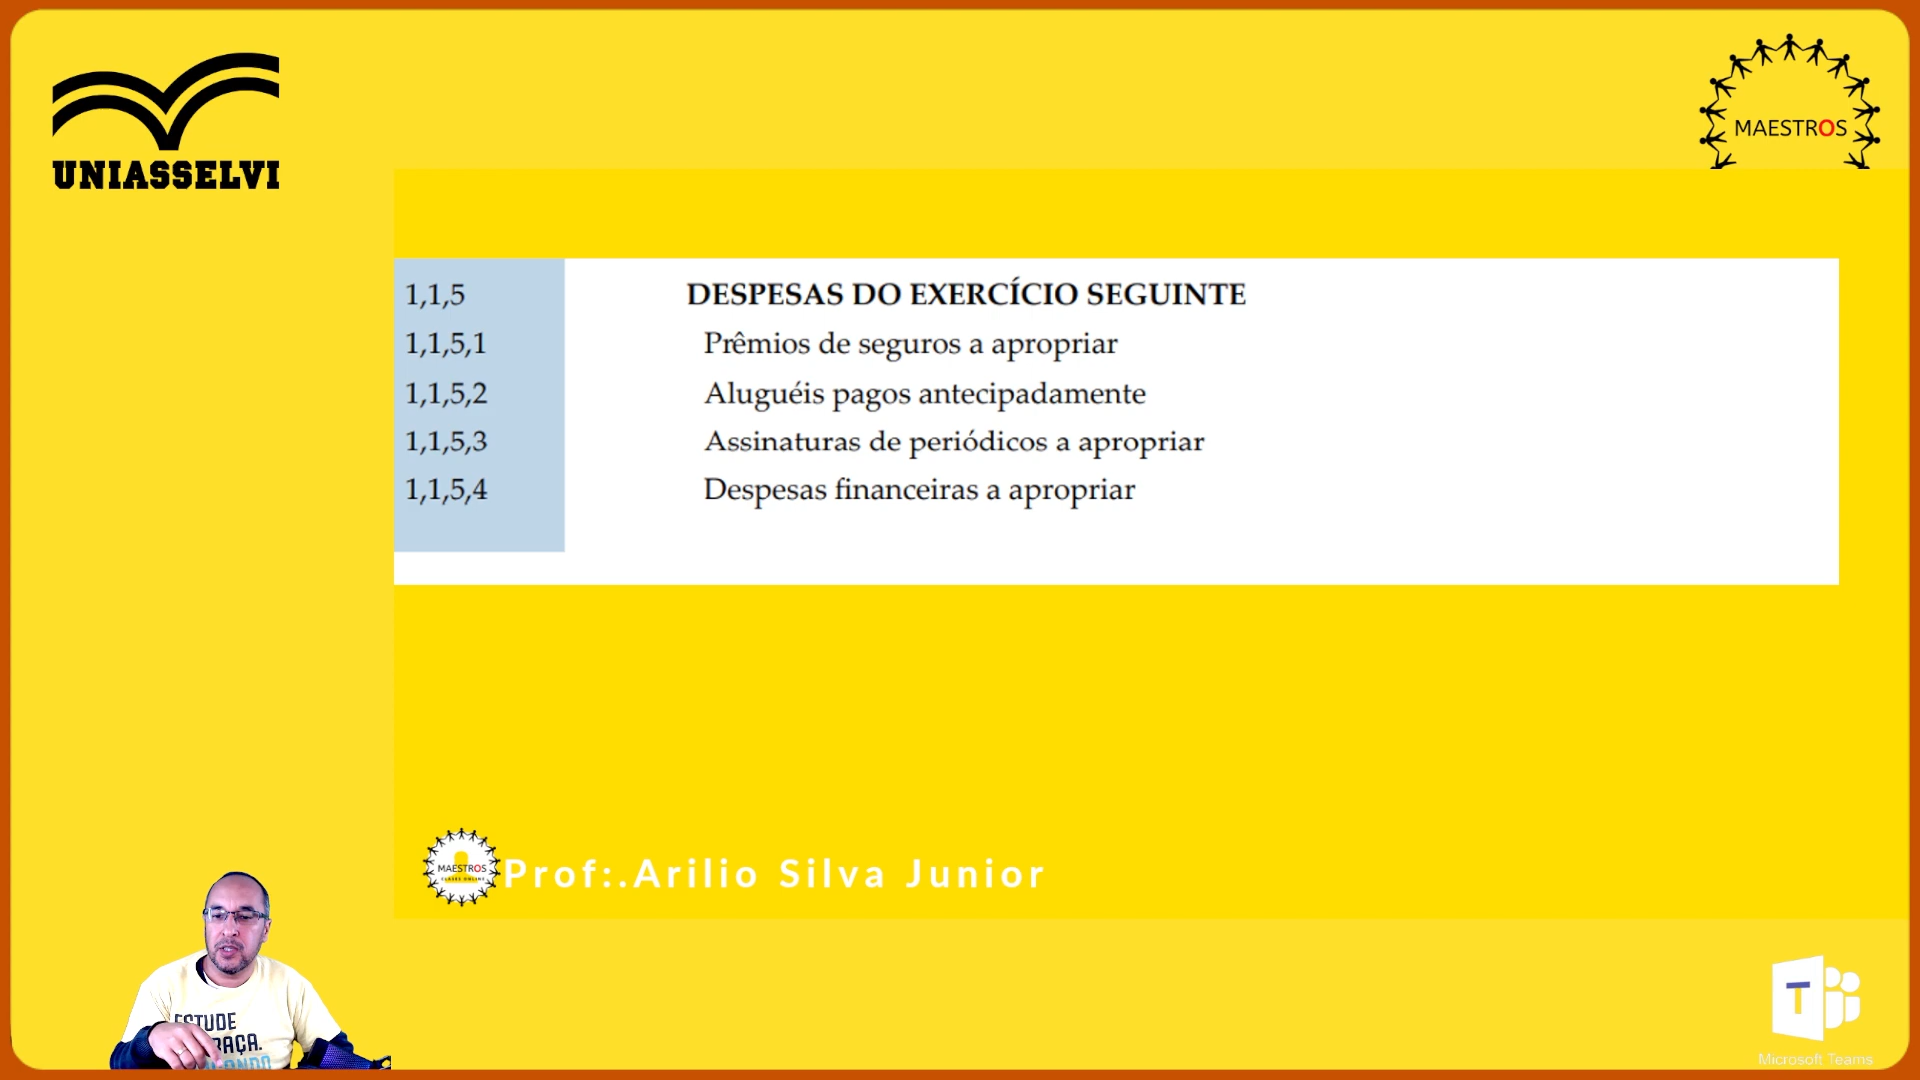 UNIASSELVI
MAESTROS
1,1,5 DESPESAS DO EXERCÍCIO SEGUINTE
1,1,5,1 Prêmios de seguros a apropriar
1,1,5,2 Aluguéis pagos antecipadamente
1,1,5,3 Assinaturas de periódicos a apropriar
1,1,5,4 Despesas financeiras a apropriar
MAESTROS
Prof:.Arilio Silva Junior
T
Microsoft Teams